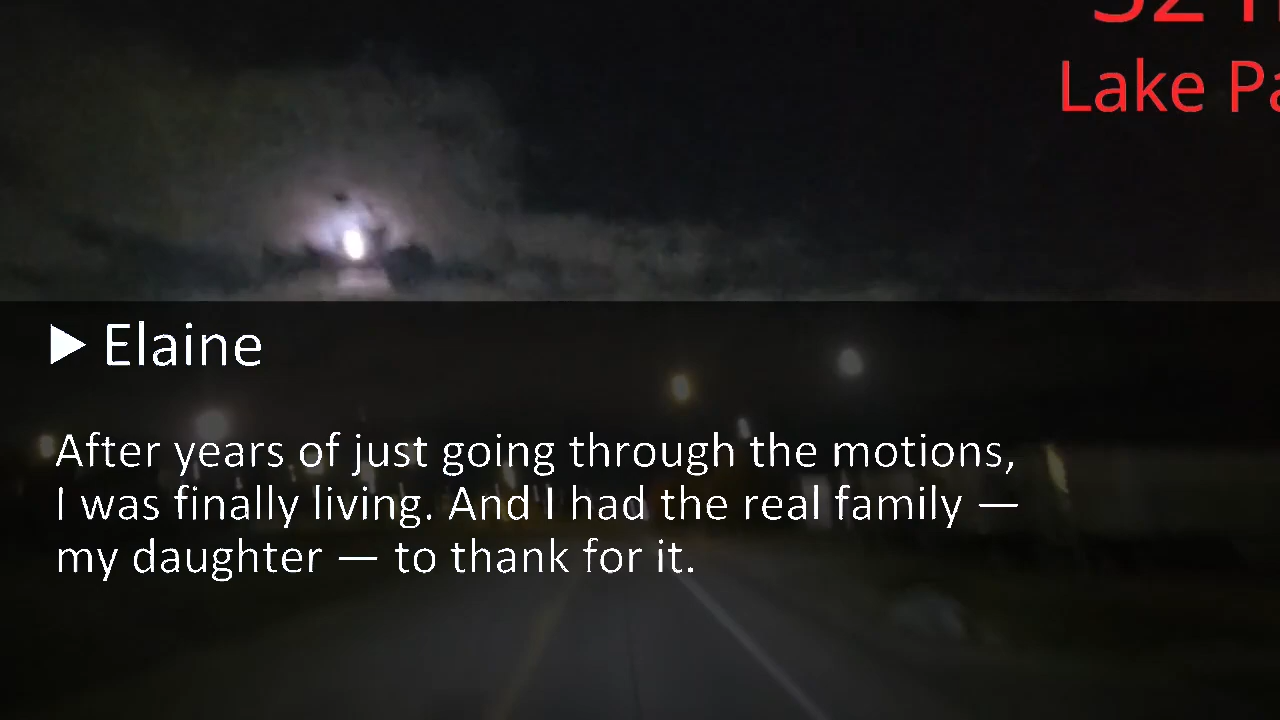 Lake
▶ Elaine
After years of just going through the motions,
I was finally living. And I had the real family —
my daughter — to thank for it.